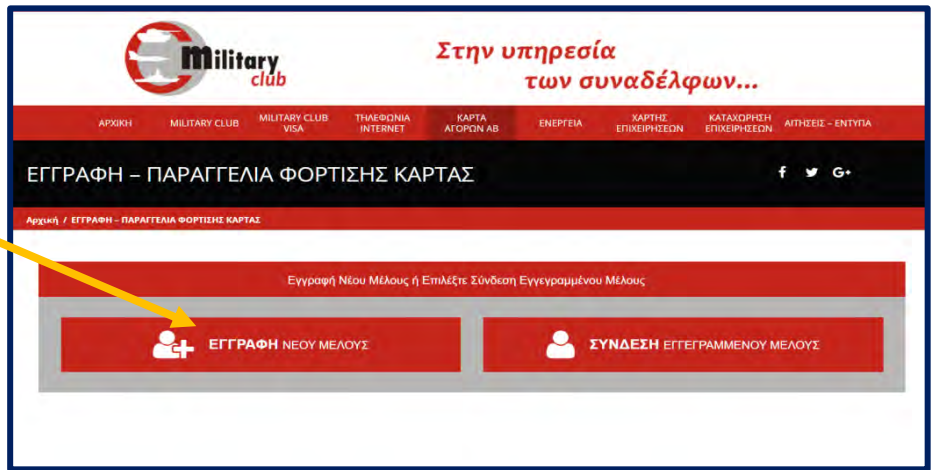 military
club
Στην υπηρεσία
των συναδέλφων...
ΑΡΧΙΚΗ
MILITARY CLUB
MILITARY CLUB
VISA
ΤΗΛΕΦΩΝΙΑ
INTERNET
ΚΑΡΤΑ
ΑΓΟΡΩΝ ΑΒ
ΕΝΕΡΓΕΙΑ
ΧΑΡΤΗΣ
ΕΠΙΧΕΙΡΗΣΕΩΝ
ΚΑΤΑΧΩΡΗΣΗ
ΕΠΙΧΕΙΡΗΣΕΩΝ
ΑΙΤΗΣΕΙΣ – ΕΝΤΥΠΑ
ΕΓΓΡΑΦΗ – ΠΑΡΑΓΓΕΛΙΑ ΦΟΡΤΙΣΗΣ ΚΑΡΤΑΣ
f G+
Αρχική / ΕΓΓΡΑΦΗ – ΠΑΡΑΓΓΕΛΙΑ ΦΟΡΤΙΣΗΣ ΚΑΡΤΑΣ
Εγγραφή Νέου Μέλους ή Επιλέξτε Σύνδεση Εγγεγραμμένου Μέλους
ΕΓΓΡΑΦΗ ΝΕΟΥ ΜΕΛΟΥΣ
ΣΥΝΔΕΣΗ ΕΓΓΕΓΡΑΜΜΕΝΟΥ ΜΕΛΟΥΣ